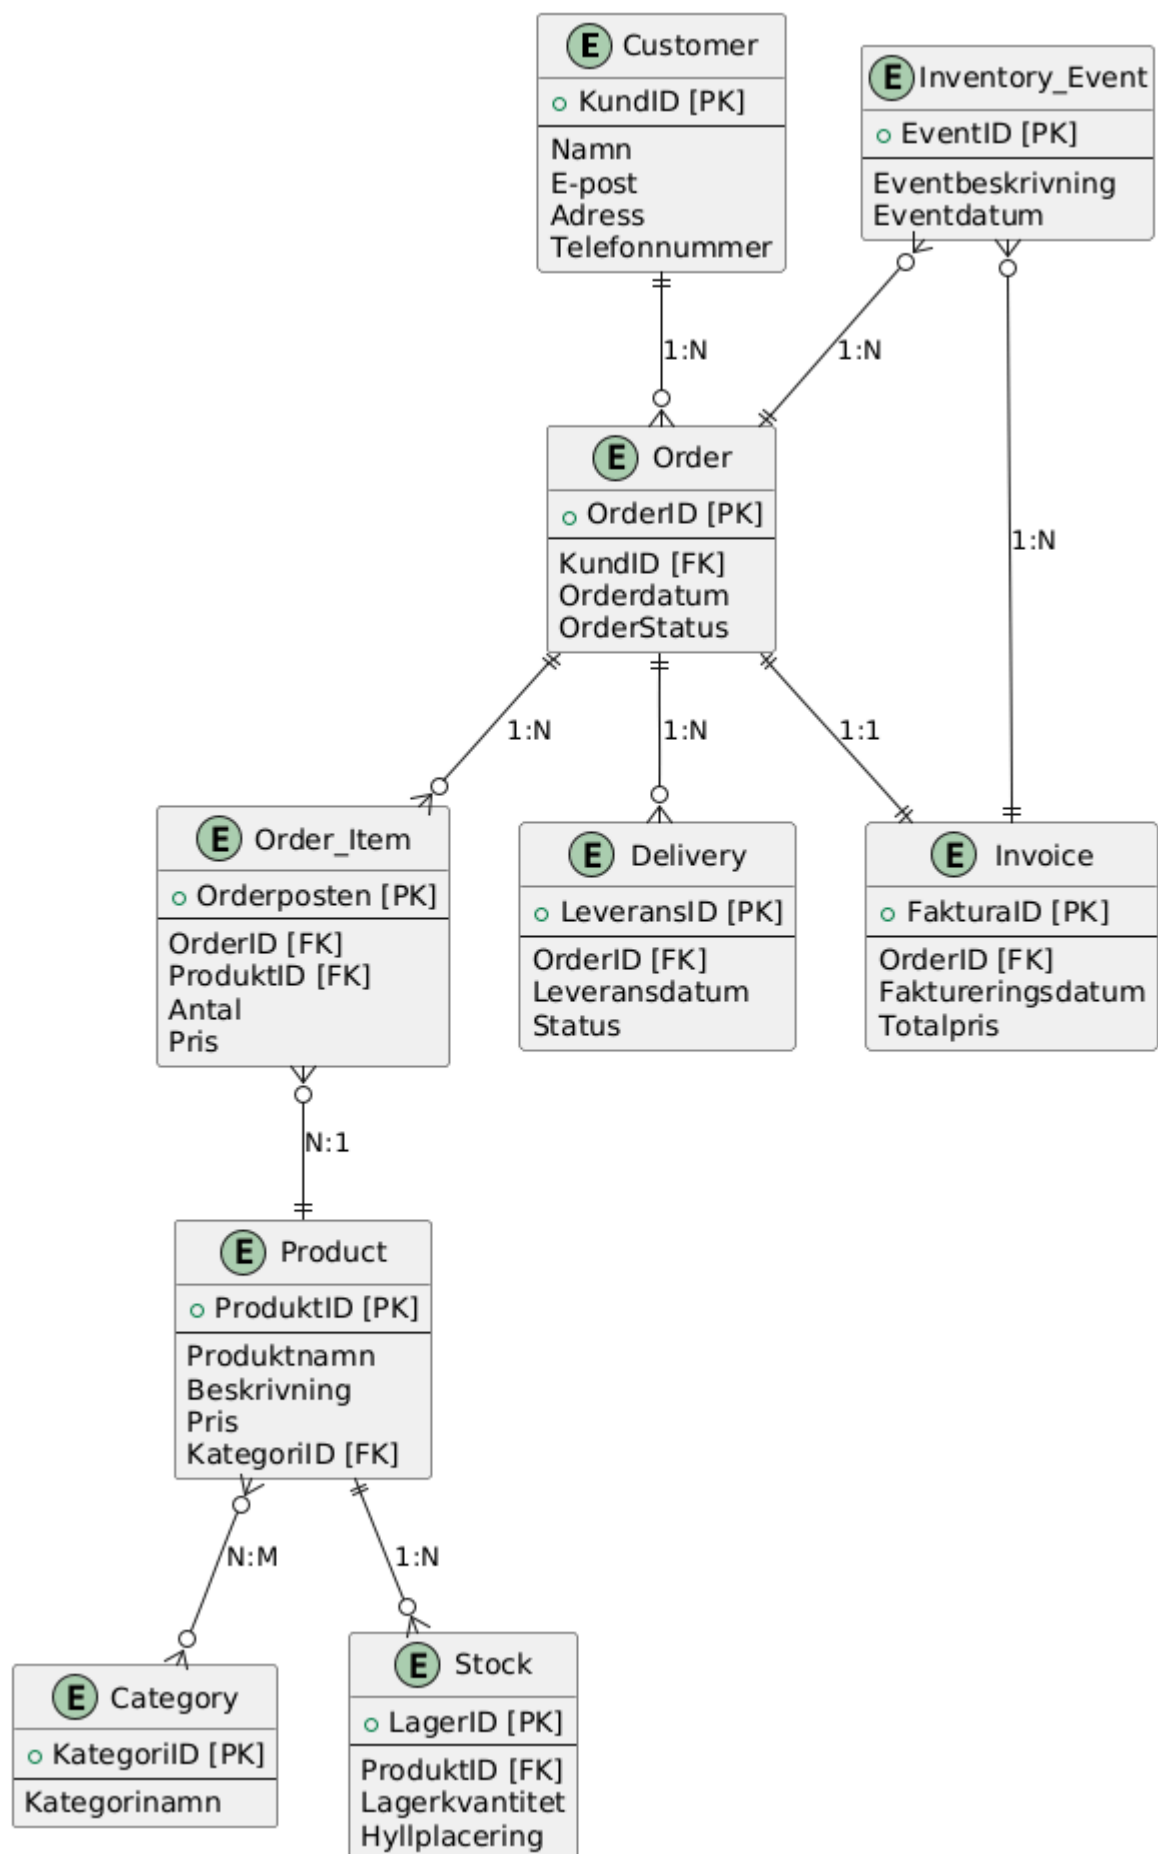 E Customer
KundID [PK]
Namn
E-post
Adress
Telefonnummer
E Inventory_Event
EventID [PK]
Eventbeskrivning
Eventdatum
1:N
1:N
E Order
OrderID [PK]
KundID [FK]
Orderdatum
OrderStatus
1:N
1:N
1:N
1:1
E Order_Item
Orderposten [PK]
OrderID [FK]
ProduktID [FK]
Antal
Pris
E Delivery
LeveransID [PK]
OrderID [FK]
Leveransdatum
Status
E Invoice
FakturaID [PK]
OrderID [FK]
Faktureringsdatum
Totalpris
N:1
E Product
ProduktID [PK]
Produktnamn
Beskrivning
Pris
KategoriID [FK]
N:M
1:N
E Category
KategoriID [PK]
Kategorinamn
E Stock
LagerID [PK]
ProduktID [FK]
Lagerkvantitet
Hyllplacering